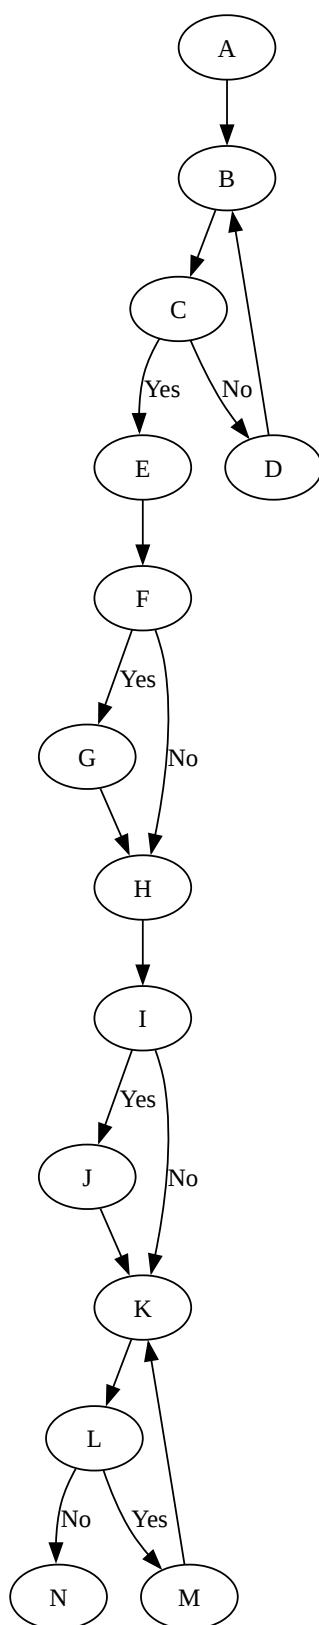 A
B
C
Yes
No
E
D
F
Yes
G
No
H
I
Yes
J
No
K
L
No
Yes
N
M